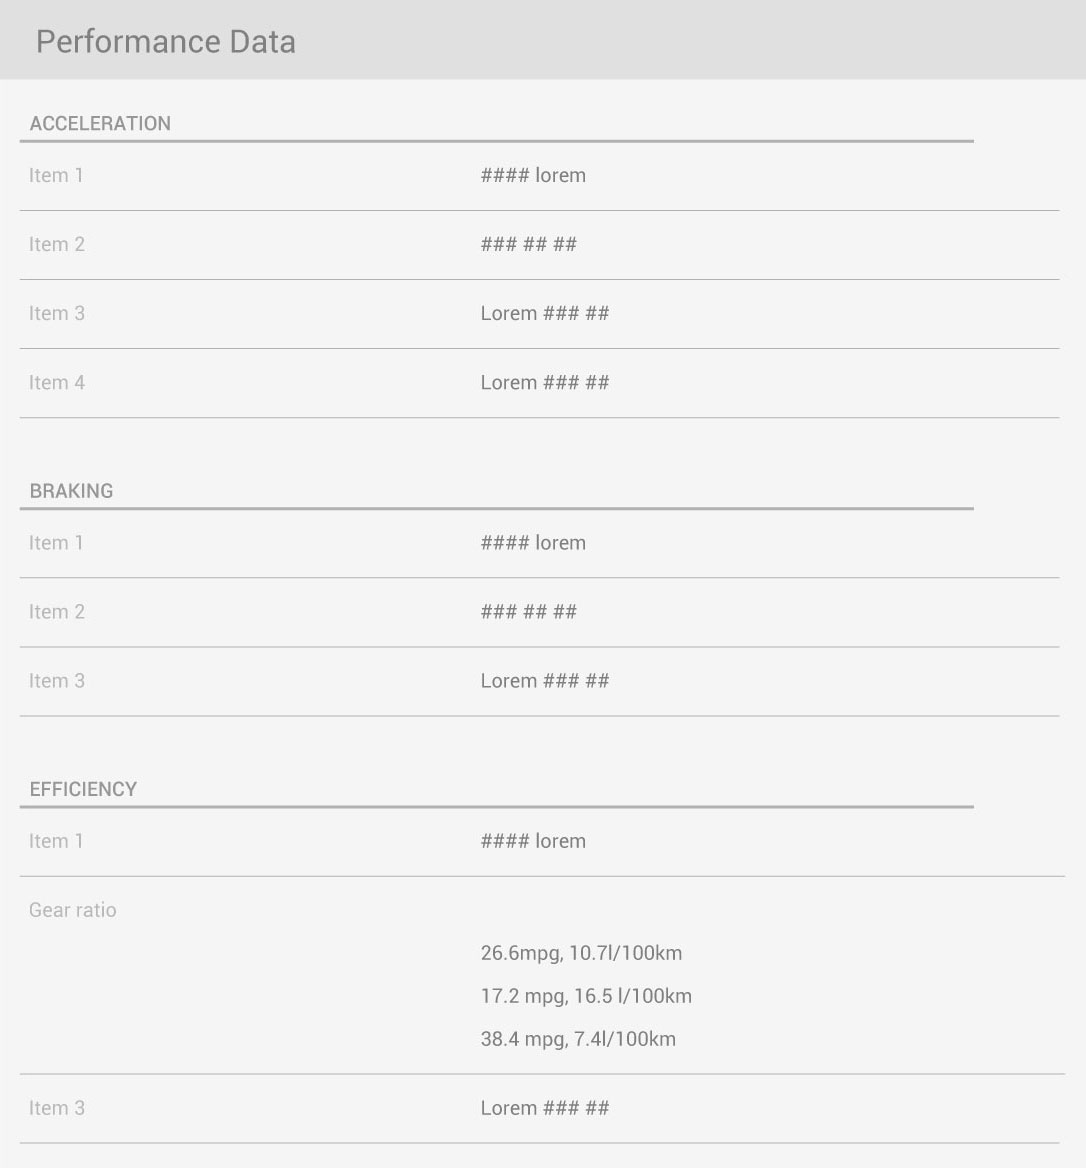 Performance Data
ACCELERATION
Item 1 #### lorem
Item 2 ### ## ##
Item 3 Lorem ### ##
Item 4 Lorem ### ##
BRAKING
Item 1 #### lorem
Item 2 ### ## ##
Item 3 Lorem ### ##
EFFICIENCY
Item 1 #### lorem
Gear ratio
26.6mpg, 10.7l/100km
17.2 mpg, 16.5 l/100km
38.4 mpg, 7.4l/100km
Item 3 Lorem ### ##